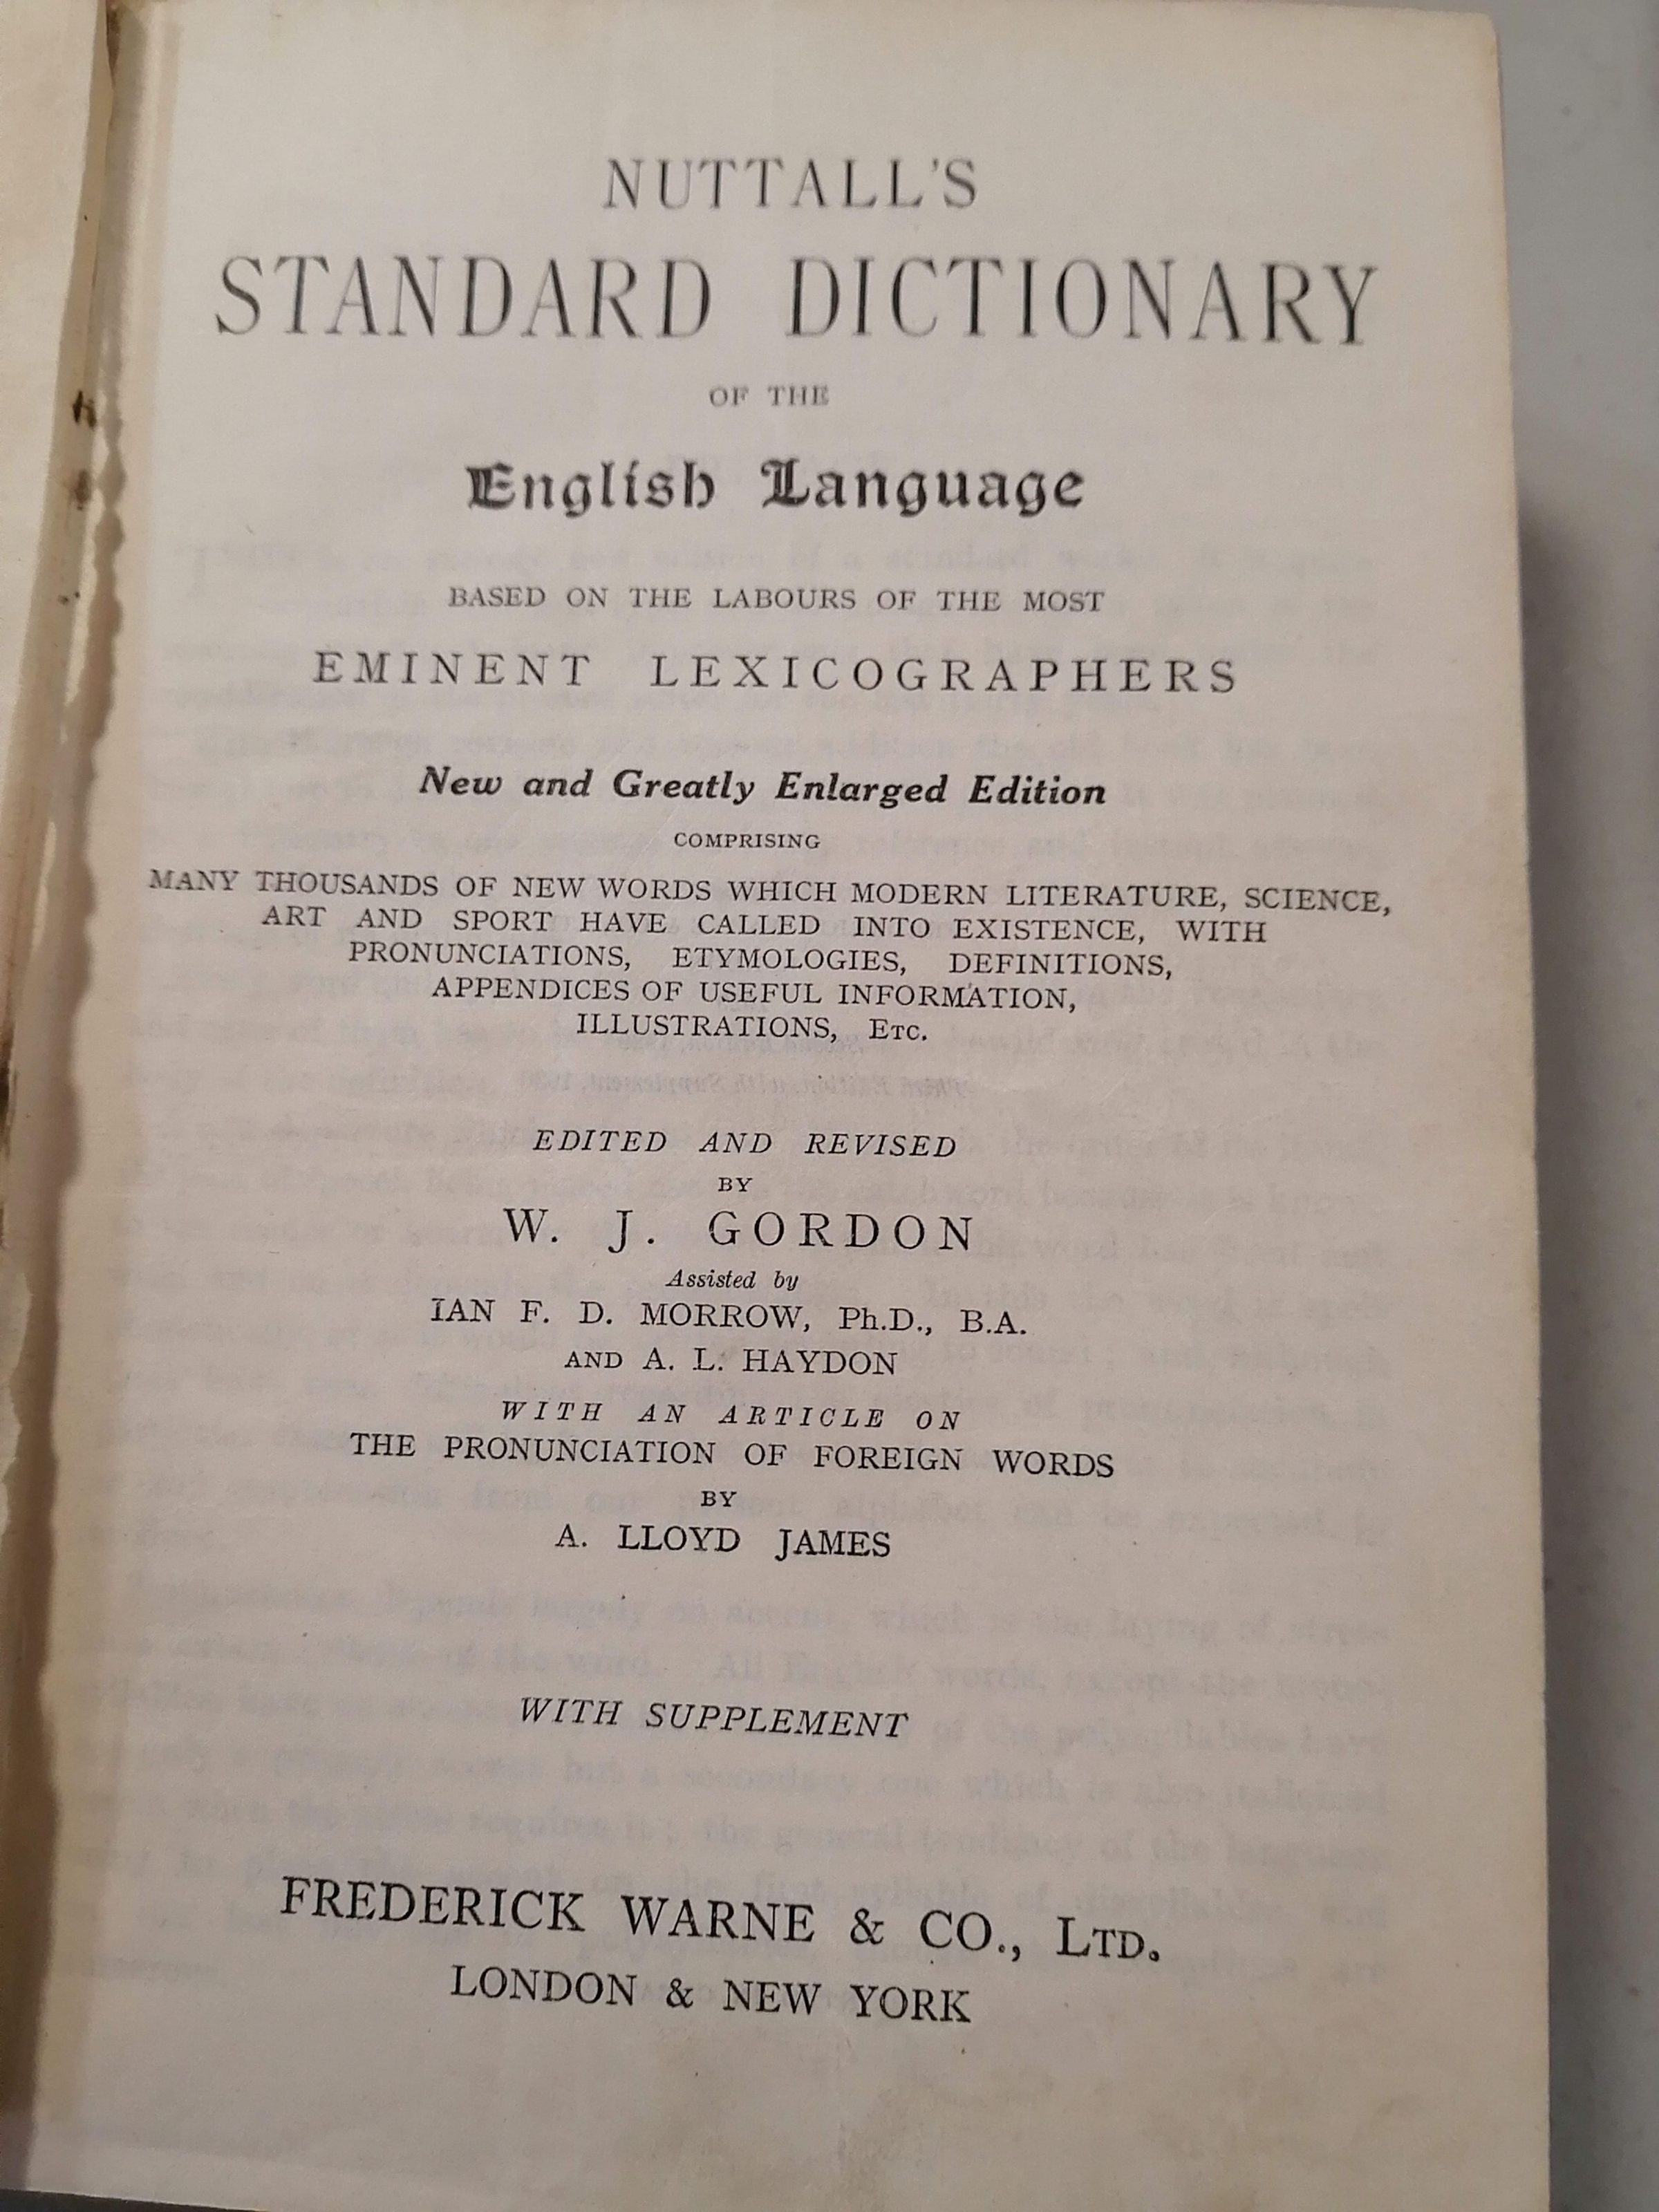 NUTTALL'S
STANDARD DICTIONARY
OF THE
English Language
BASED ON THE LABOURS OF THE MOST
EMINENT LEXICOGRAPHERS
New and Greatly Enlarged Edition
COMPRISING
MANY THOUSANDS OF NEW WORDS WHICH MODERN LITERATURE, SCIENCE,
ART AND SPORT HAVE CALLED INTO EXISTENCE, WITH
PRONUNCIATIONS, ETYMOLOGIES, DEFINITIONS,
APPENDICES OF USEFUL INFORMATION,
ILLUSTRATIONS, ETC.
EDITED AND REVISED
BY
W. J. GORDON
Assisted by
IAN F. D. MORROW, Ph.D., B.A.
AND A. L. HAYDON
WITH AN ARTICLE ON
THE PRONUNCIATION OF FOREIGN WORDS
BY
A. LLOYD JAMES
WITH SUPPLEMENT
FREDERICK WARNE & CO., LTD.
LONDON & NEW YORK